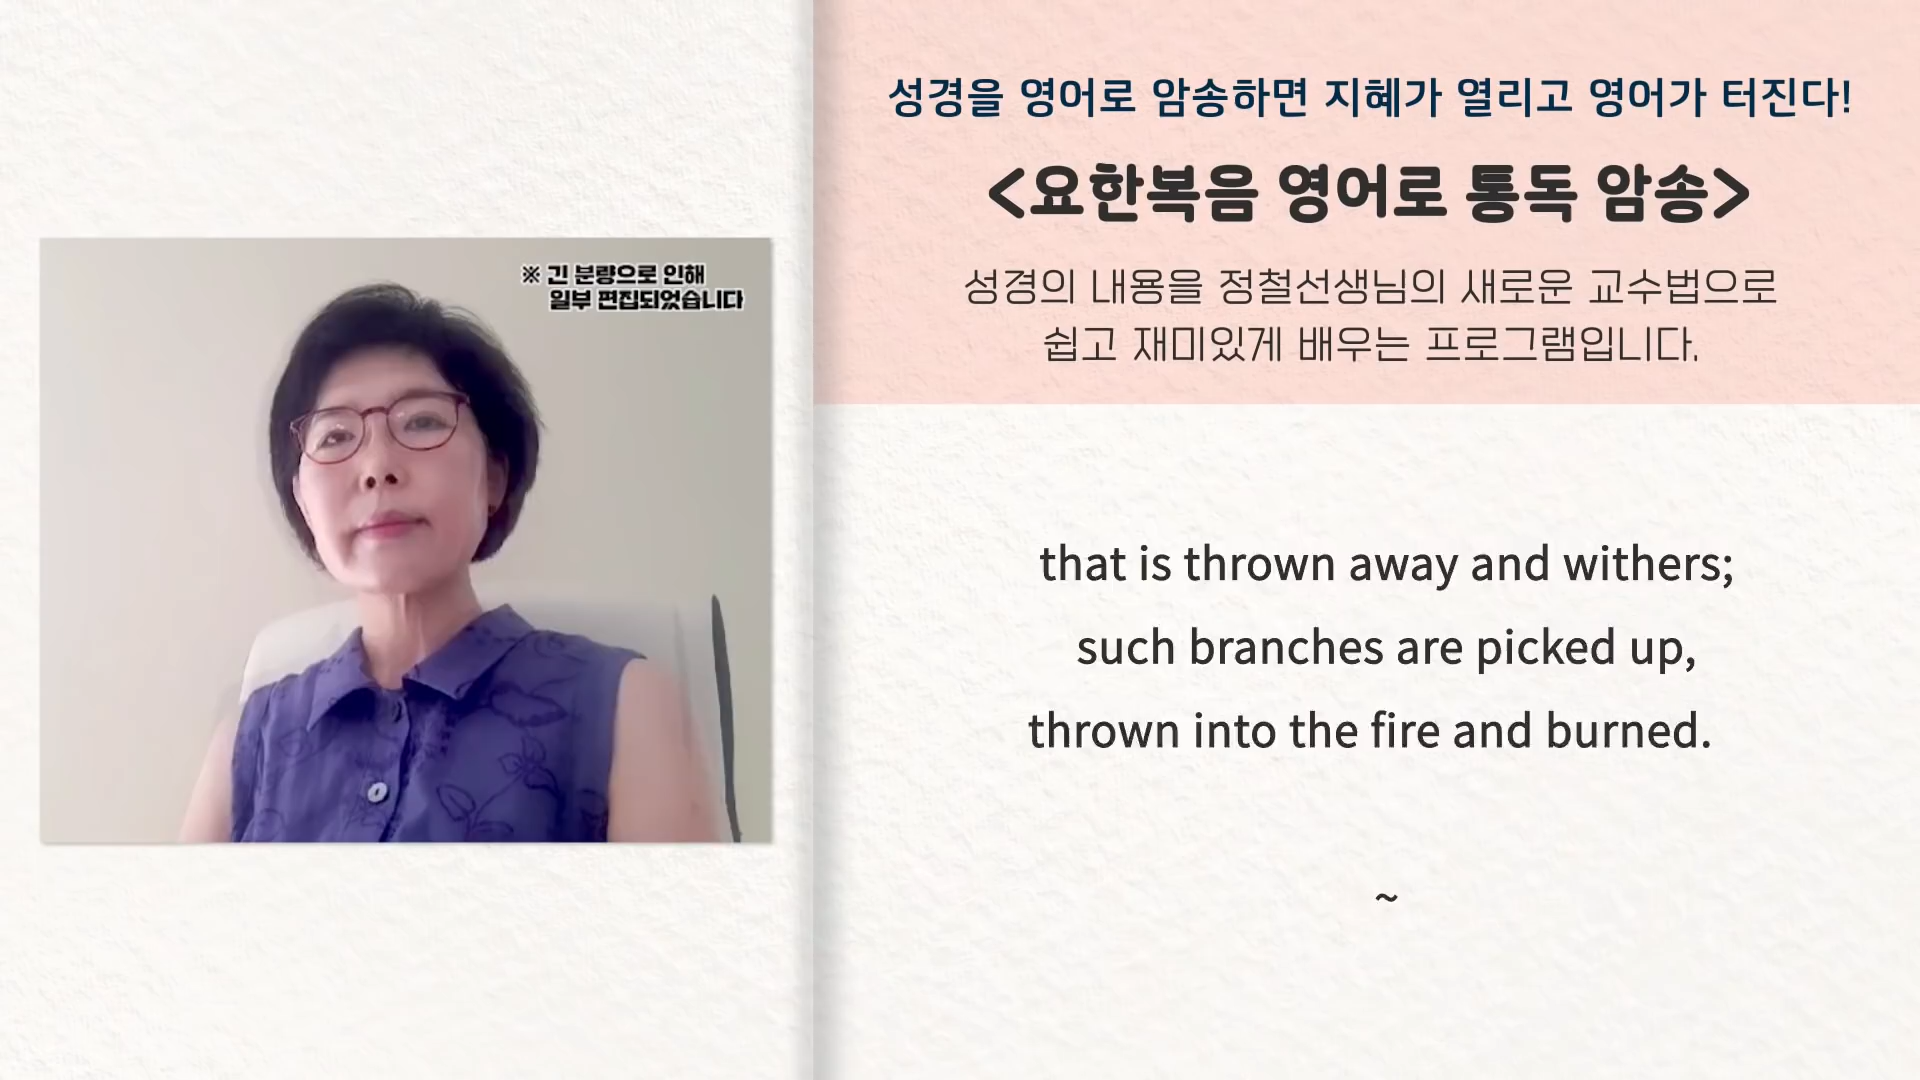 성경을 영어로 암송하면 지혜가 열리고 영어가 터진다!
<요한복음 영어로 통독 암송>
성경의 내용을 정철선생님의 새로운 교수법으로
쉽고 재미있게 배우는 프로그램입니다.
※ 긴 분량으로 인해
일부 편집되었습니다
that is thrown away and withers;
such branches are picked up,
thrown into the fire and burned.
~